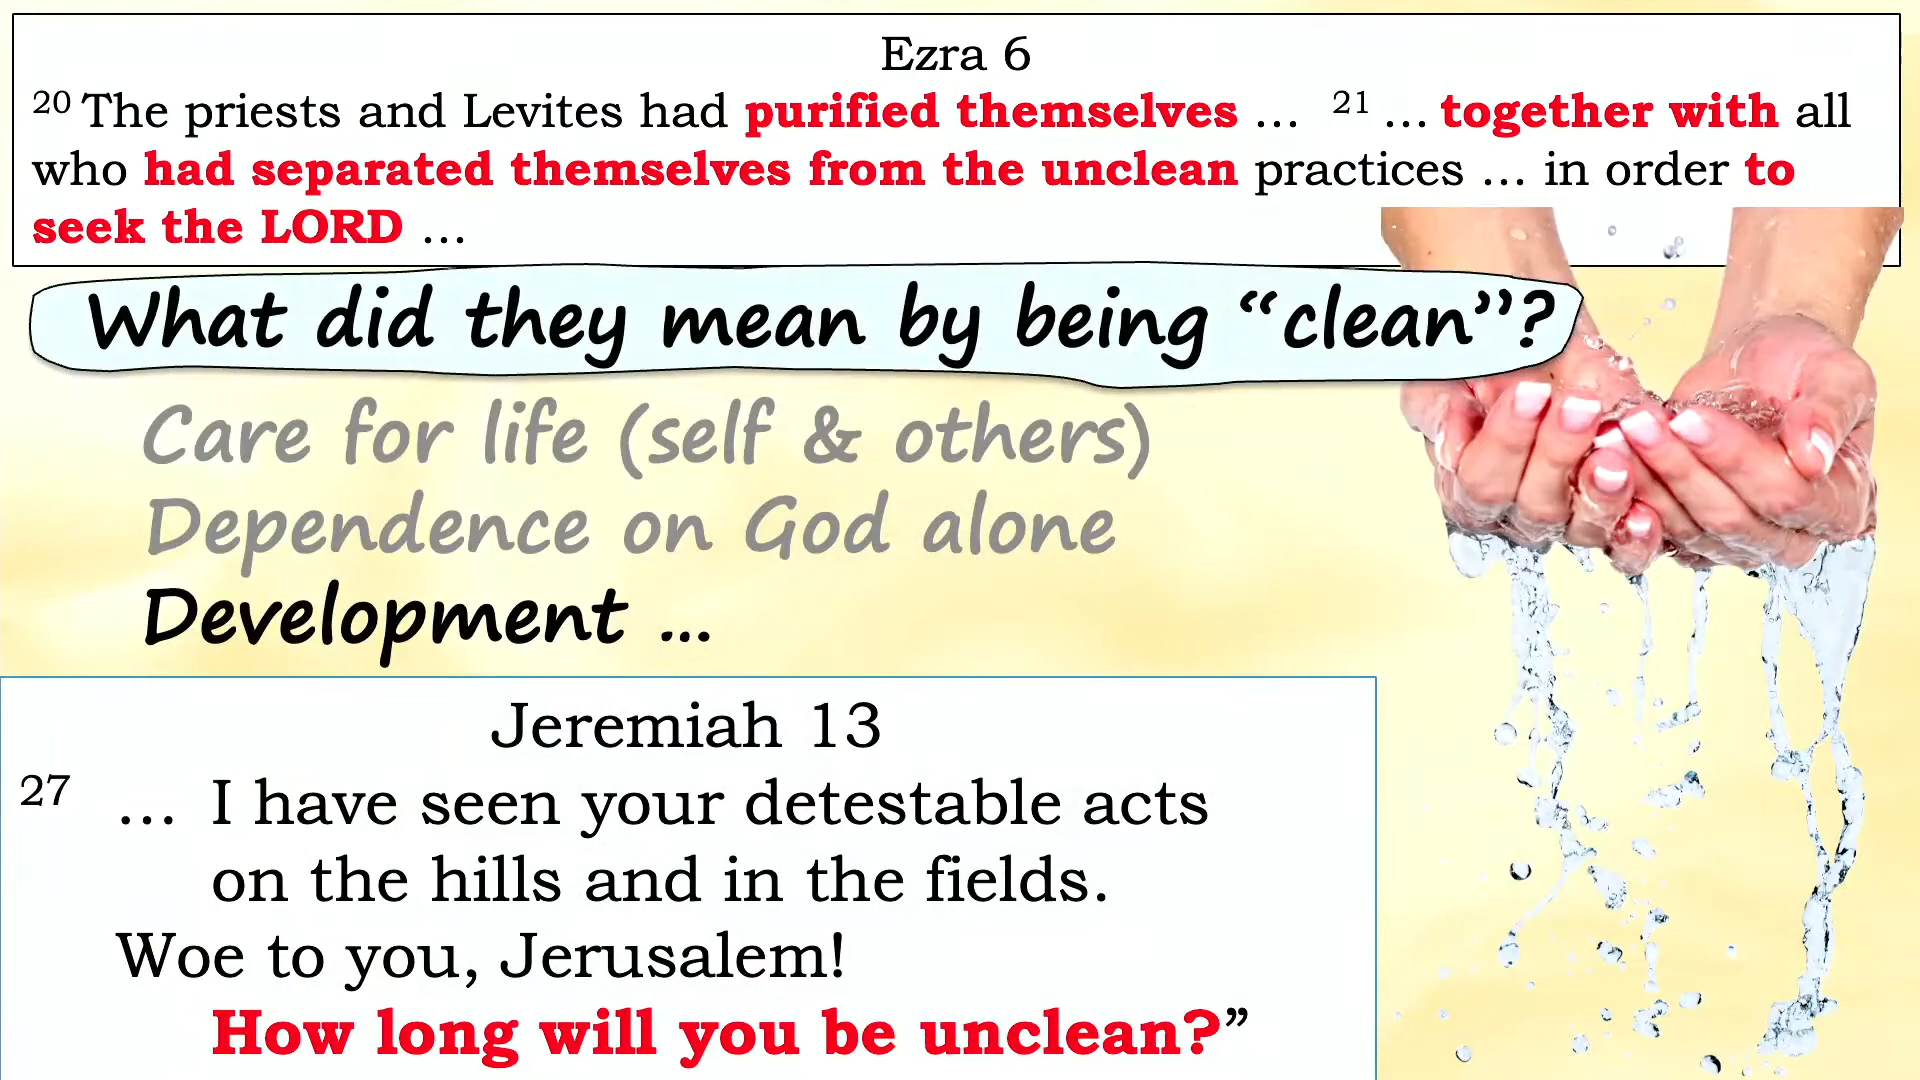 Ezra 6
20 The priests and Levites had purified themselves … 21 … together with all
who had separated themselves from the unclean practices … in order to
seek the LORD …
What did they mean by being “clean”?
Care for life (self & others)
Dependence on God alone
Development …
Jeremiah 13
27 … I have seen your detestable acts
on the hills and in the fields.
Woe to you, Jerusalem!
How long will you be unclean?”